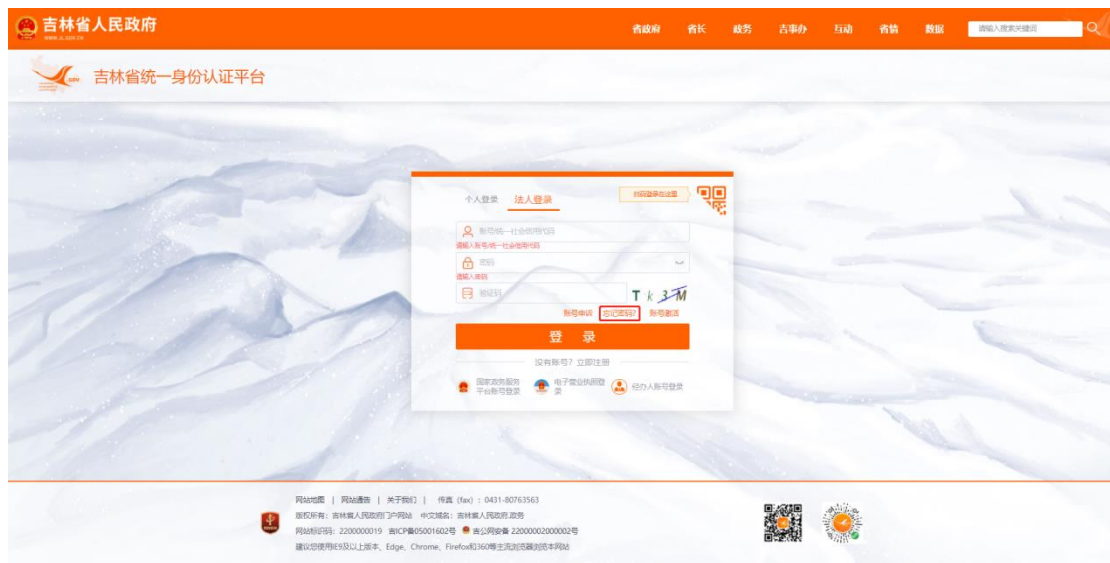 吉林省人民政府
WWW.JL.GOV.CN
省政府 省长 政务 吉事办 互动 省情 数据 请输入搜索关键词
.GOV 吉林省统一身份认证平台
个人登录 法人登录 扫码登录在这里
账号/统一社会信用代码
请输入账号/统一社会信用代码
密码
请输入密码
验证码 T k 3 M
账号申诉 忘记密码? 账号激活
登 录
没有账号? 立即注册
国家政务服务平台账号登录 电子营业执照登录 经办人账号登录
网站地图 | 网站通告 | 关于我们 | 传真 (fax) : 0431-80763563
版权所有: 吉林省人民政府门户网站 中文域名: 吉林省人民政府.政务
网站标识码: 2200000019 吉ICP备05001602号 吉公网安备 22000002000002号
建议您使用IE9及以上版本、Edge、Chrome、Firefox和360等主流浏览器浏览本网站